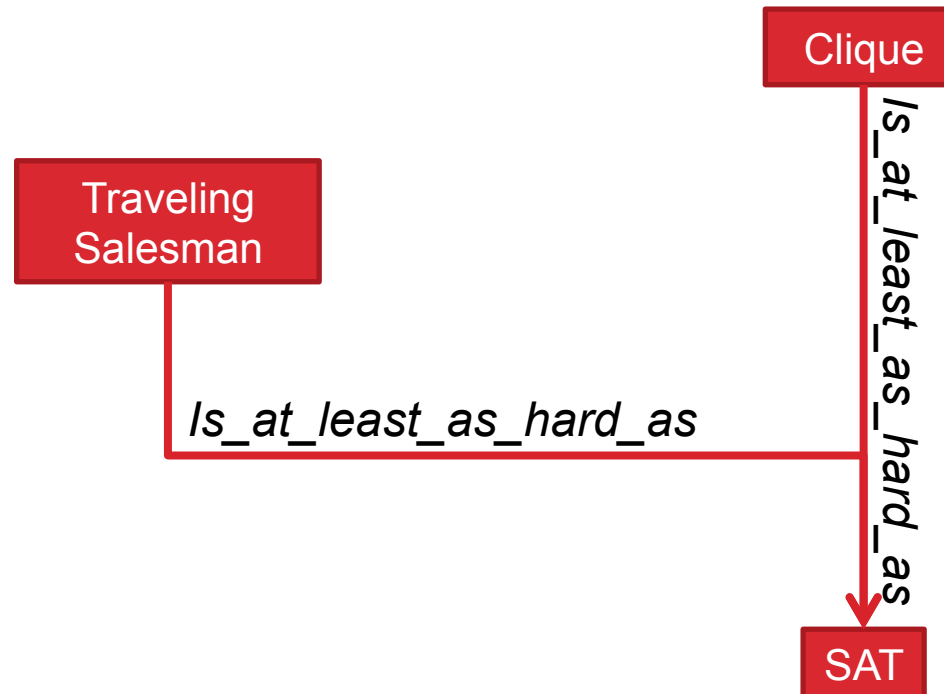 Clique
Is_at_least_as_hard_as
Traveling
Salesman
Is_at_least_as_hard_as
SAT